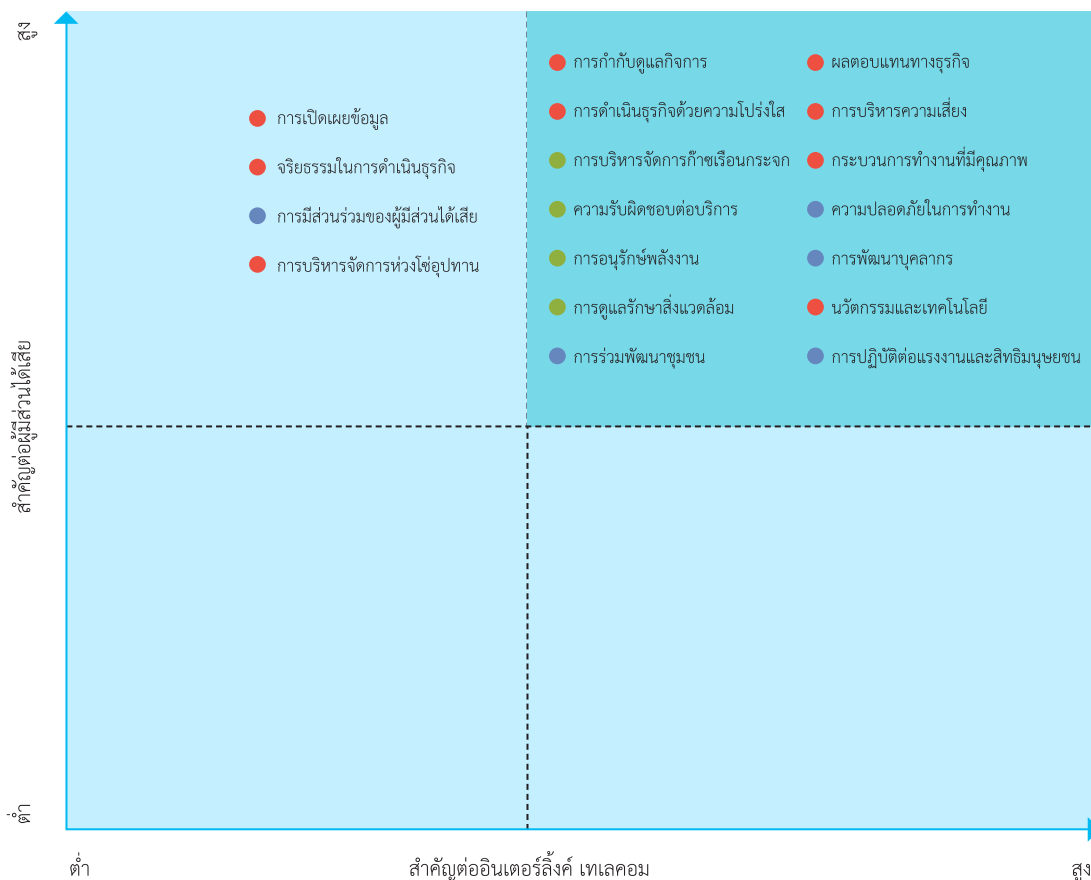 สูง
สำคัญต่อผู้มีส่วนได้เสีย
ต่ำ
การเปิดเผยข้อมูล
จริยธรรมในการดำเนินธุรกิจ
การมีส่วนร่วมของผู้มีส่วนได้เสีย
การบริหารจัดการห่วงโซ่อุปทาน
การกำกับดูแลกิจการ
การดำเนินธุรกิจด้วยความโปร่งใส
การบริหารจัดการก๊าซเรือนกระจก
ความรับผิดชอบต่อบริการ
การอนุรักษ์พลังงาน
การดูแลรักษาสิ่งแวดล้อม
การร่วมพัฒนาชุมชน
ผลตอบแทนทางธุรกิจ
การบริหารความเสี่ยง
กระบวนการทำงานที่มีคุณภาพ
ความปลอดภัยในการทำงาน
การพัฒนาบุคลากร
นวัตกรรมและเทคโนโลยี
การปฏิบัติต่อแรงงานและสิทธิมนุษยชน
ต่ำ
สำคัญต่ออินเตอร์ลิ้งค์ เทเลคอม
สูง